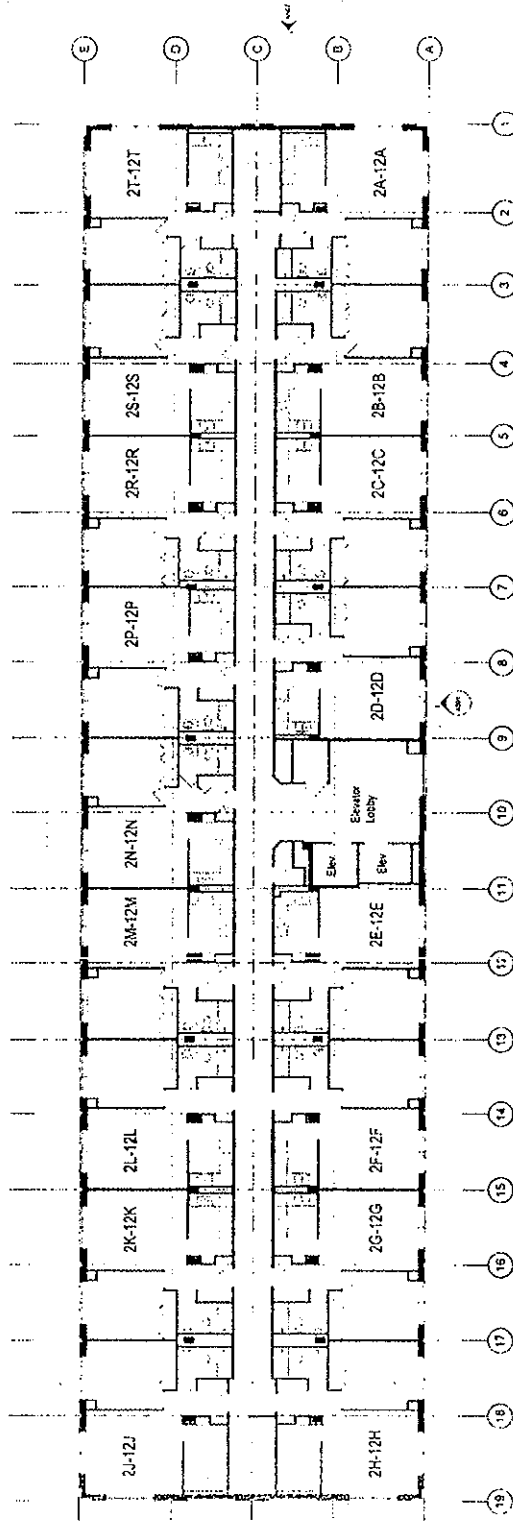 E
D
C
B
A
1
2T-12T
2A-12A
2
3
4
2S-12S
2B-12B
5
2R-12R
2C-12C
6
7
2P-12P
8
2D-12D
9
10
Elevator
Lobby
2N-12N
Elev.
Elev.
11
2M-12M
2E-12E
12
13
14
2L-12L
2F-12F
15
2K-12K
2G-12G
16
17
18
2J-12J
2H-12H
19